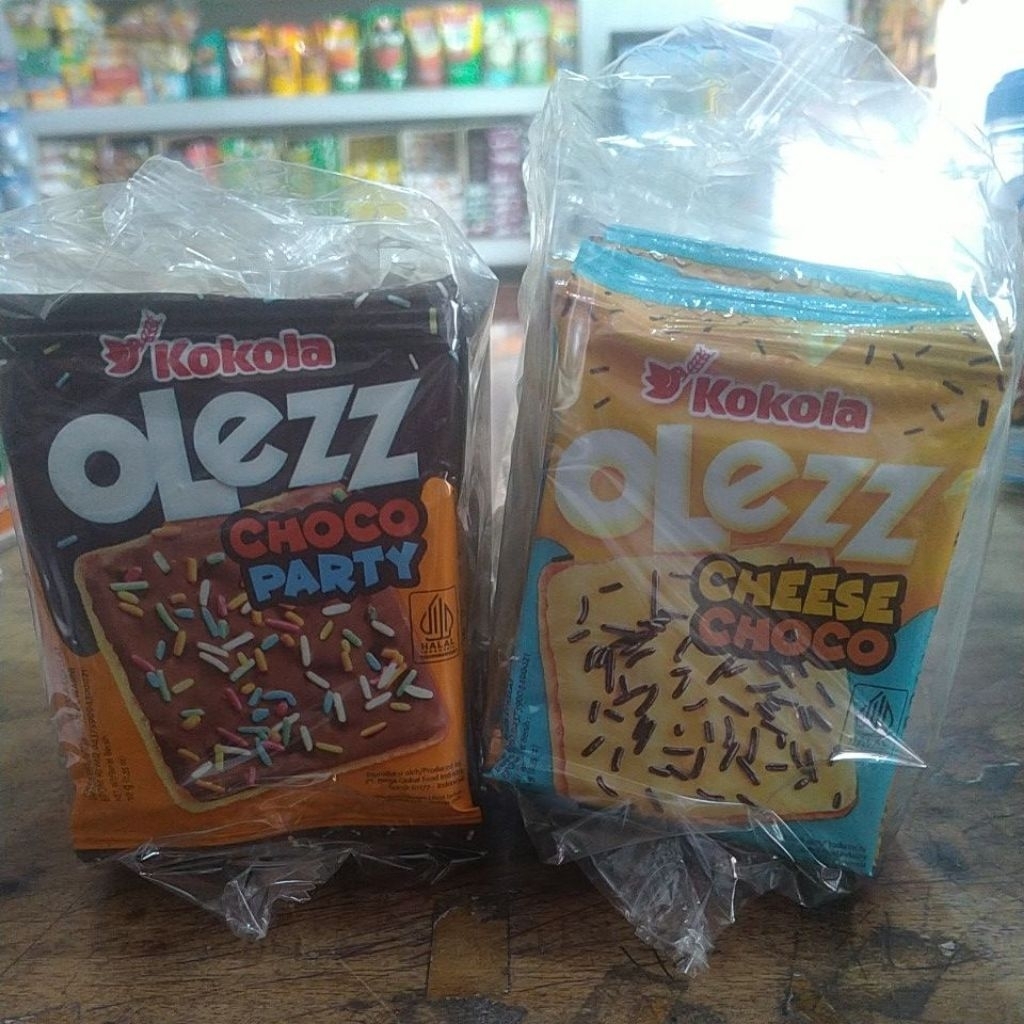 Kokola
OLEZZ
CHOCO
PARTY
HALAL
Kokola
OLEZZ
CHEESE
CHOCO